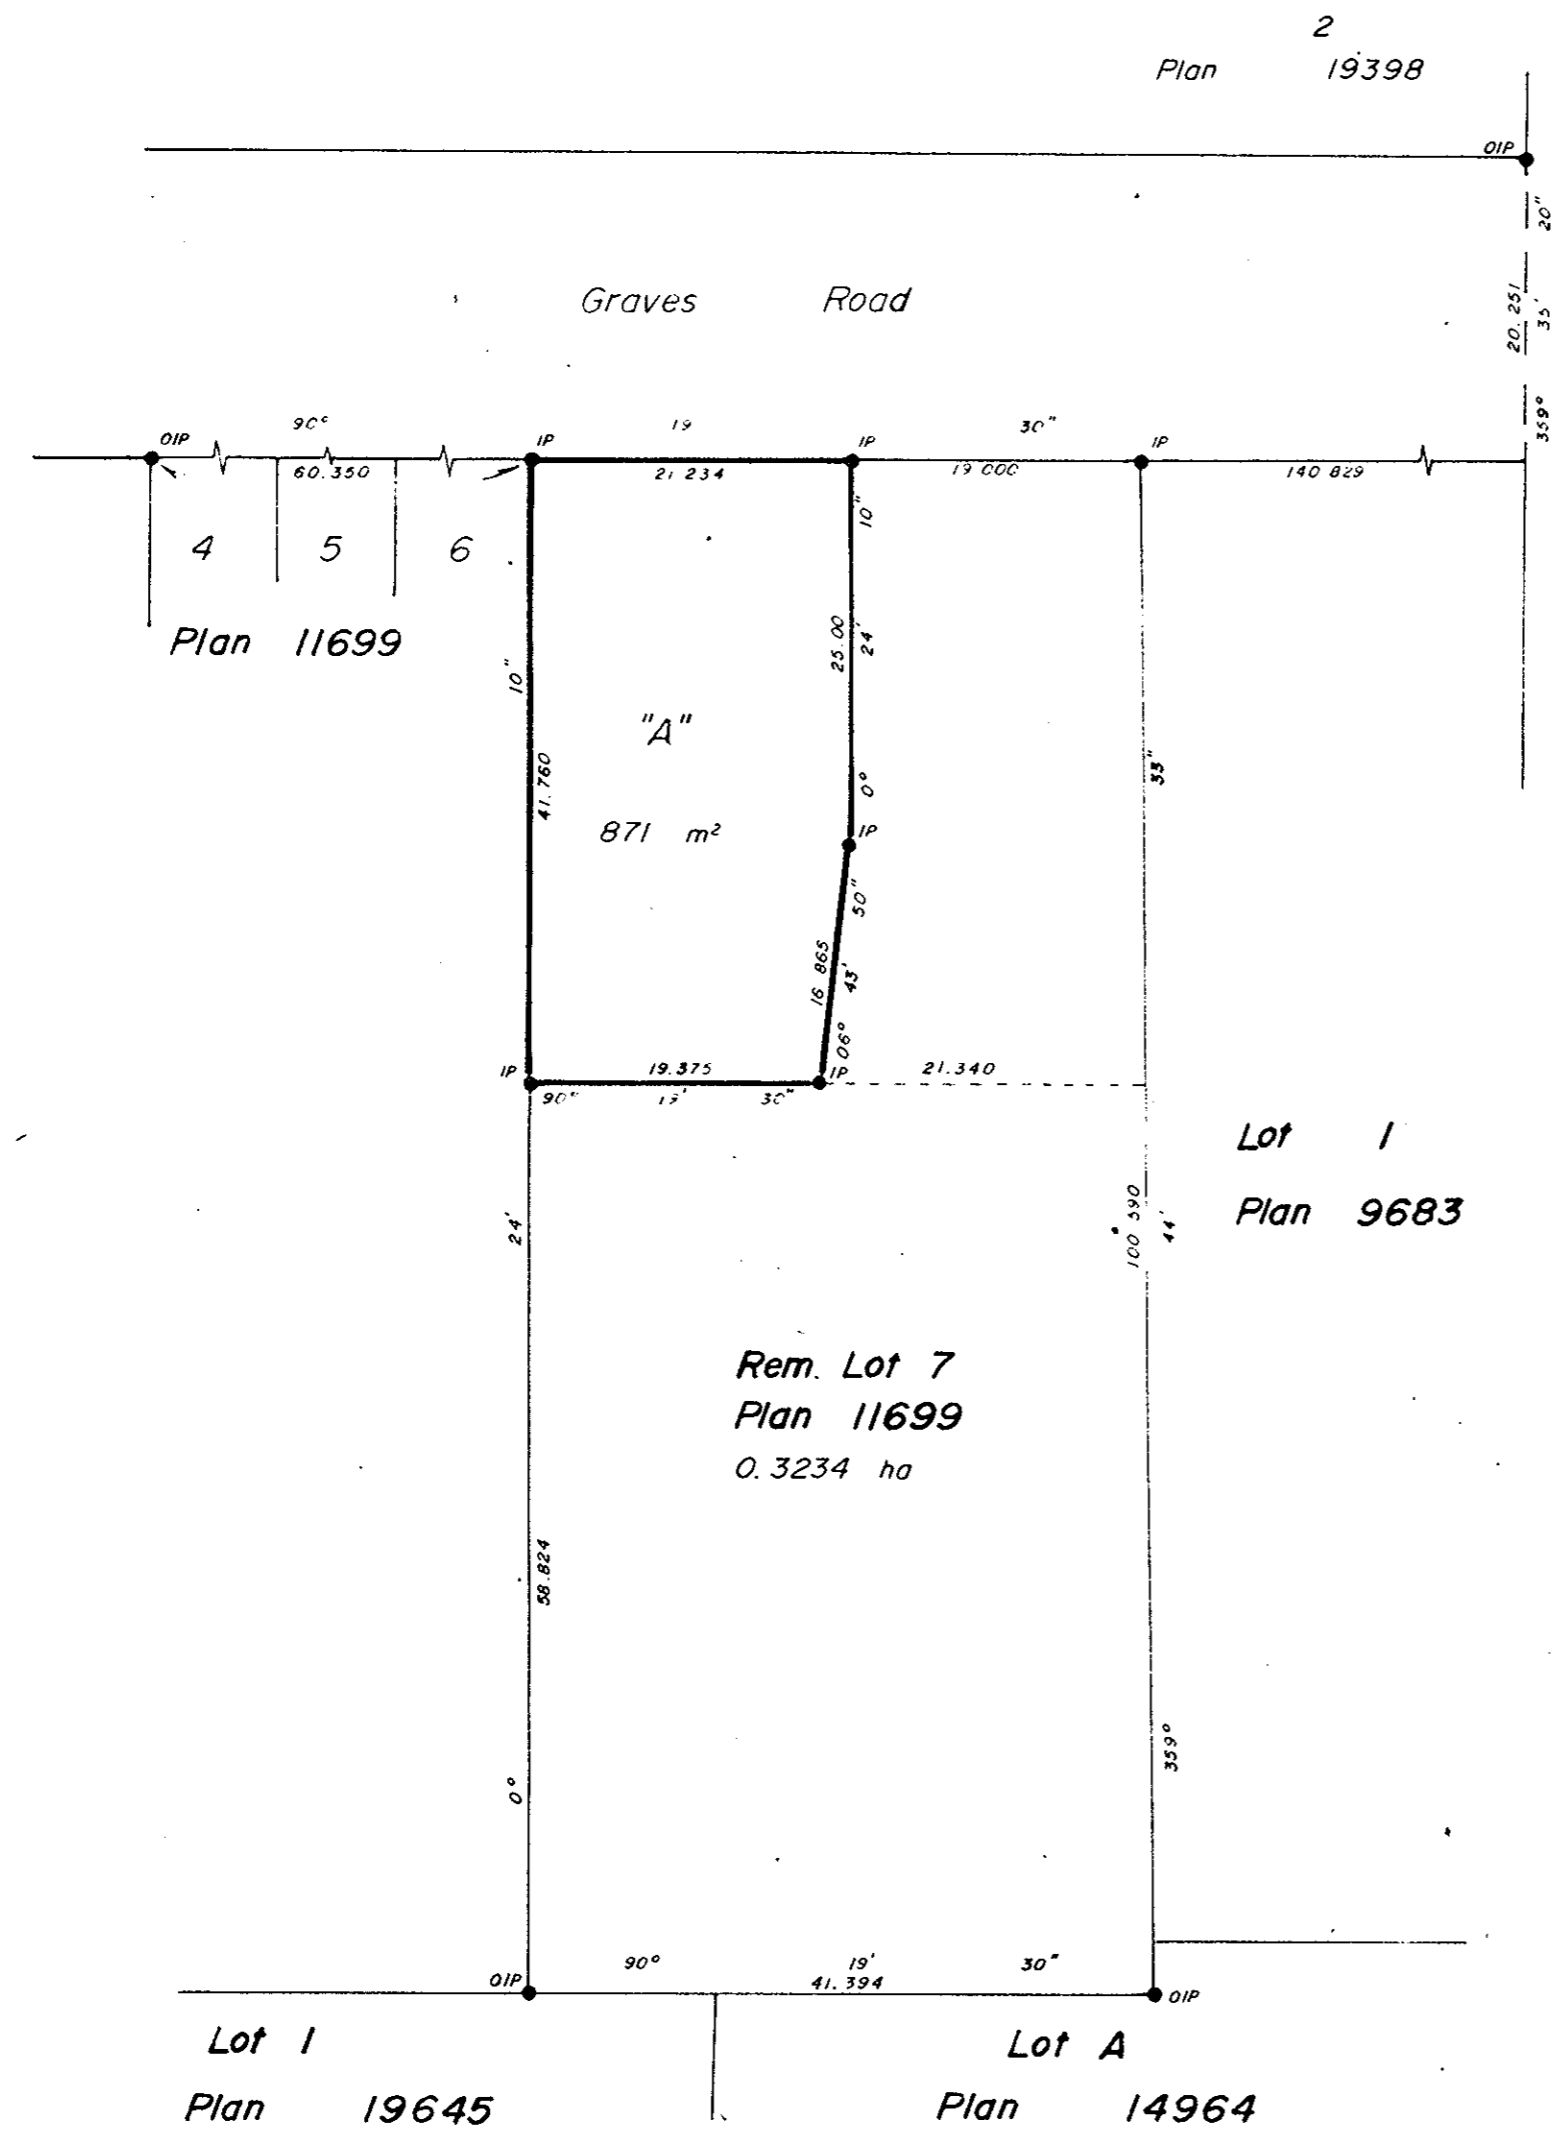 2
Plan 19398
OIP
20"
Graves Road
20.251
35'
359°
90° 19 30"
OIP IP IP IP
60.350 21 234 19 000 140 829
10"
4 5 6
Plan 11699
25.00
24'
10"
"A"
41.760
33"
0°
871 m²
IP
50"
16 865
43'
06°
IP 19.375 IP 21.340
90° 19' 30"
Lot 1
Plan 9683
24'
100 590
44'
Rem. Lot 7
Plan 11699
0.3234 ha
58.824
359°
0°
90° 19' 30"
OIP 41.394 OIP
Lot 1 Lot A
Plan 19645 Plan 14964